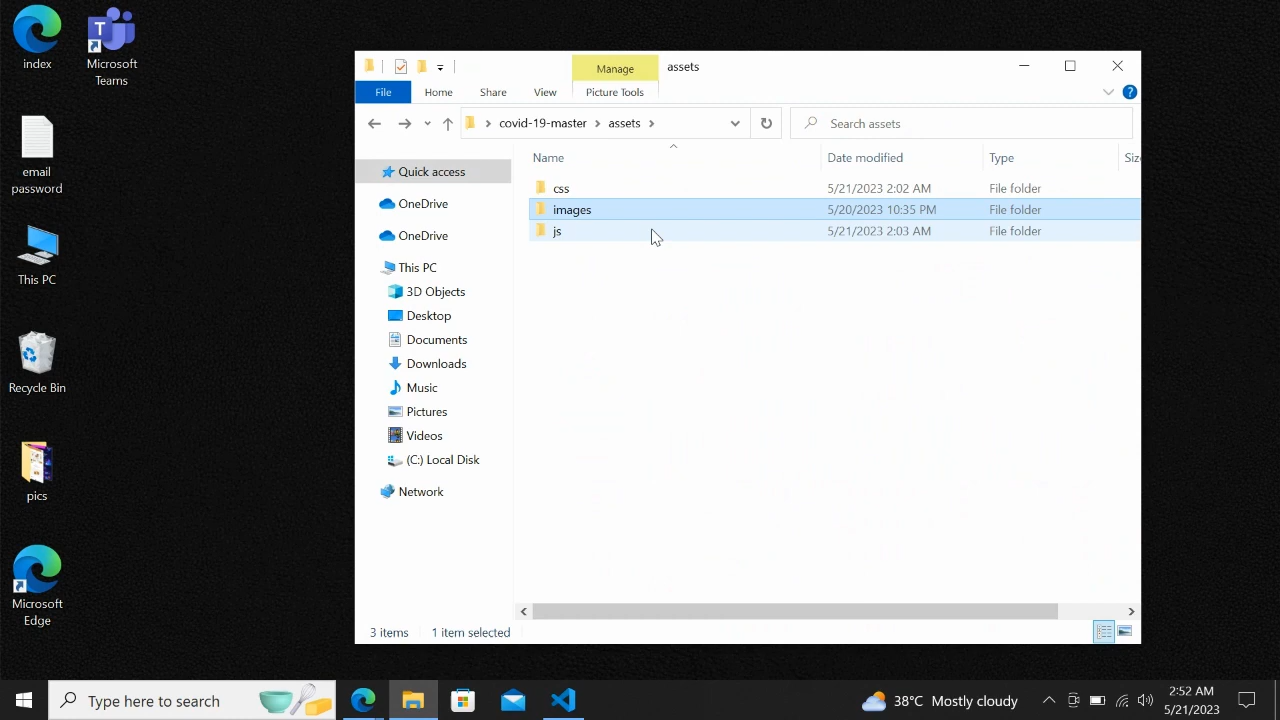 index
Microsoft
Teams
email
password
This PC
Recycle Bin
pics
Microsoft
Edge
Manage
assets
File
Home
Share
View
Picture Tools
?
covid-19-master
assets
Search assets
Name
Date modified
Type
Siz
css
5/21/2023 2:02 AM
File folder
images
5/20/2023 10:35 PM
File folder
js
5/21/2023 2:03 AM
File folder
Quick access
OneDrive
OneDrive
This PC
3D Objects
Desktop
Documents
Downloads
Music
Pictures
Videos
(C:) Local Disk
Network
3 items
1 item selected
Type here to search
38°C Mostly cloudy
2:52 AM
5/21/2023